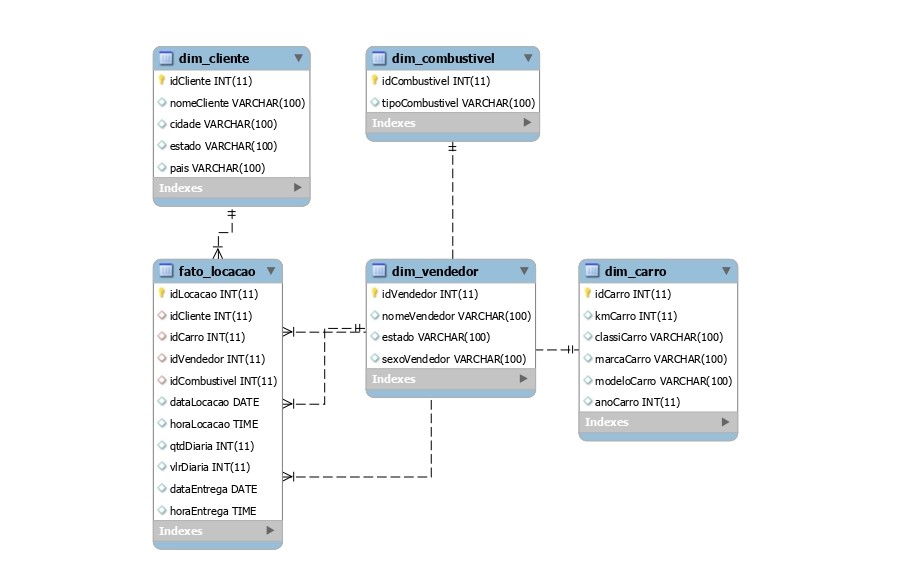 dim_cliente
idCliente INT(11)
nomeCliente VARCHAR(100)
cidade VARCHAR(100)
estado VARCHAR(100)
pais VARCHAR(100)
Indexes
dim_combustivel
idCombustivel INT(11)
tipoCombustivel VARCHAR(100)
Indexes
fato_locacao
idLocacao INT(11)
idCliente INT(11)
idCarro INT(11)
idVendedor INT(11)
idCombustivel INT(11)
dataLocacao DATE
horaLocacao TIME
qtdDiaria INT(11)
vlrDiaria INT(11)
dataEntrega DATE
horaEntrega TIME
Indexes
dim_vendedor
idVendedor INT(11)
nomeVendedor VARCHAR(100)
estado VARCHAR(100)
sexoVendedor VARCHAR(100)
Indexes
dim_carro
idCarro INT(11)
kmCarro INT(11)
classiCarro VARCHAR(100)
marcaCarro VARCHAR(100)
modeloCarro VARCHAR(100)
anoCarro INT(11)
Indexes